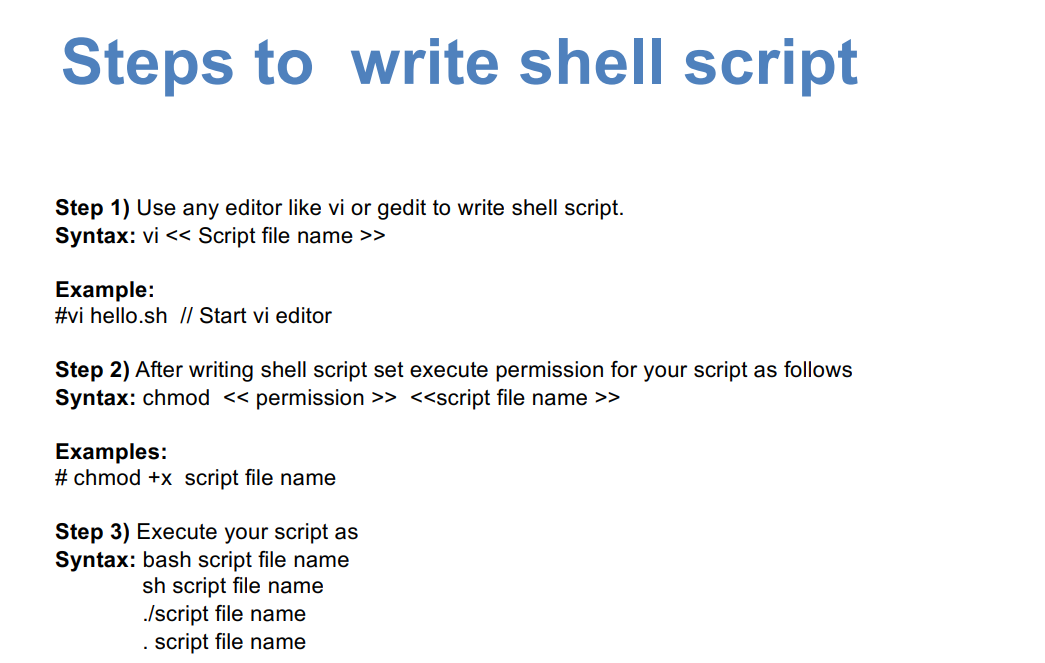 Steps to  write shell script
Step 1) Use any editor like vi or gedit to write shell script.
Syntax: vi << Script file name >>
Example:
#vi hello.sh  // Start vi editor
Step 2) After writing shell script set execute permission for your script as follows
Syntax: chmod  << permission >>  <<script file name >>
Examples:
# chmod +x  script file name
Step 3) Execute your script as
Syntax: bash script file name
sh script file name
./script file name
. script file name